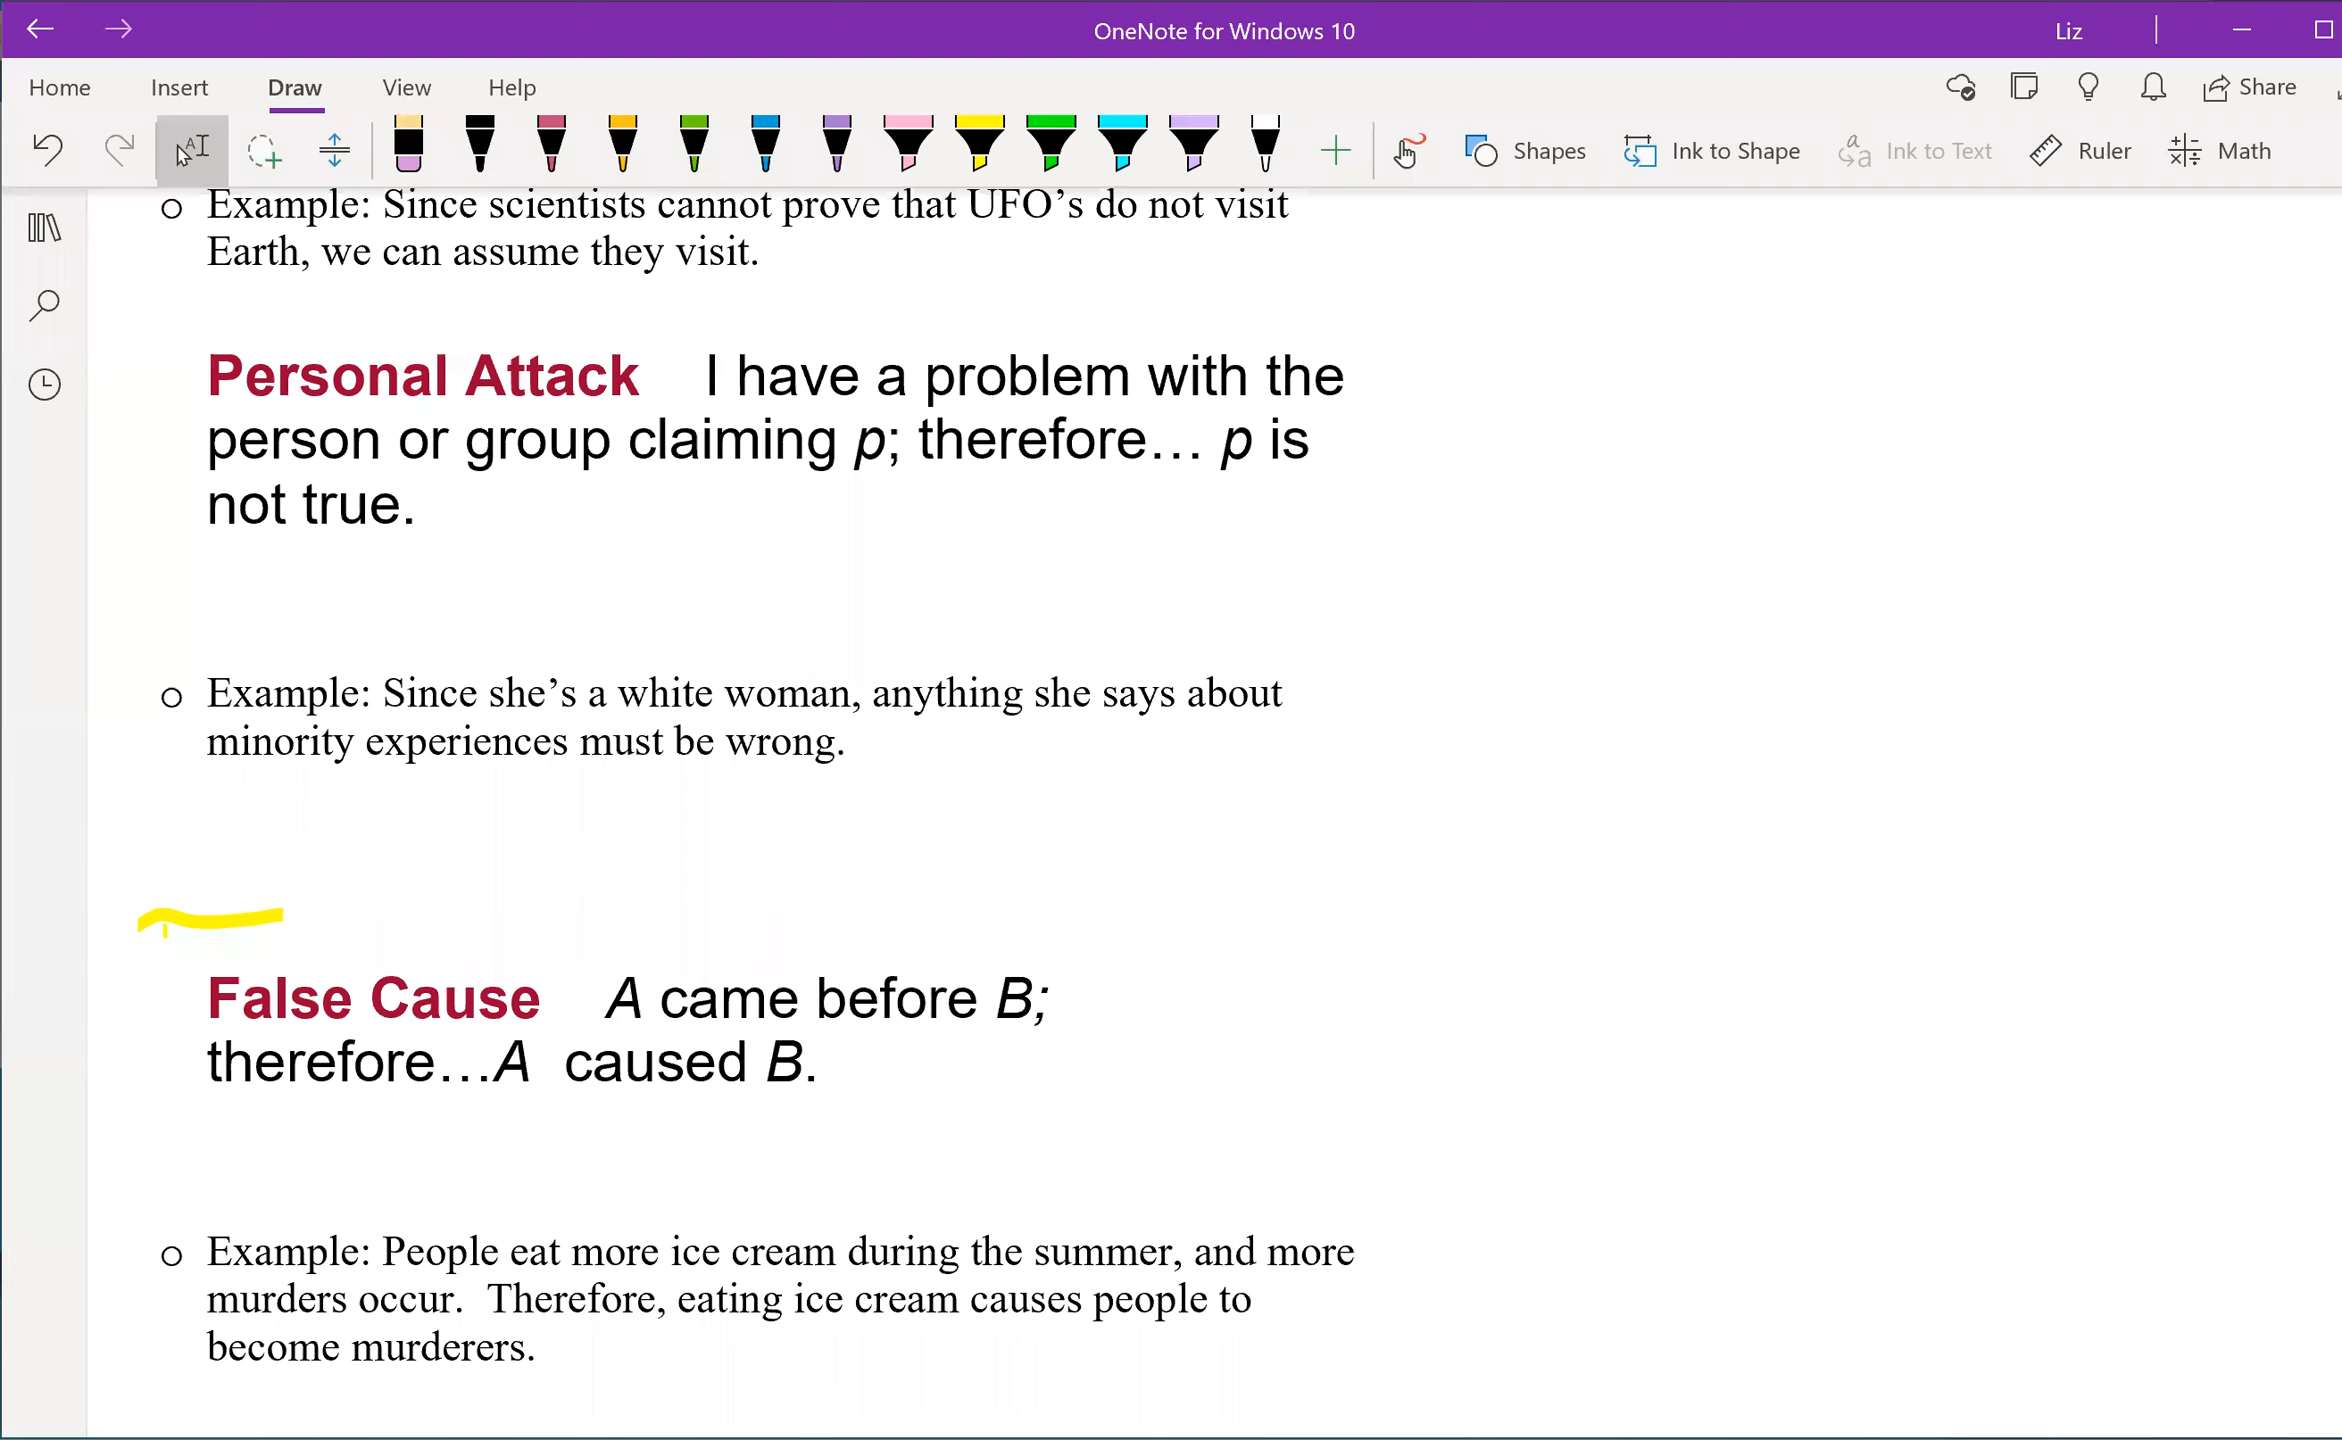 OneNote for Windows 10
Liz
Home Insert Draw View Help
Share
Shapes Ink to Shape Ink to Text Ruler Math
o Example: Since scientists cannot prove that UFO’s do not visit
Earth, we can assume they visit.
Personal Attack I have a problem with the
person or group claiming p; therefore… p is
not true.
o Example: Since she’s a white woman, anything she says about
minority experiences must be wrong.
False Cause A came before B;
therefore…A caused B.
o Example: People eat more ice cream during the summer, and more
murders occur. Therefore, eating ice cream causes people to
become murderers.